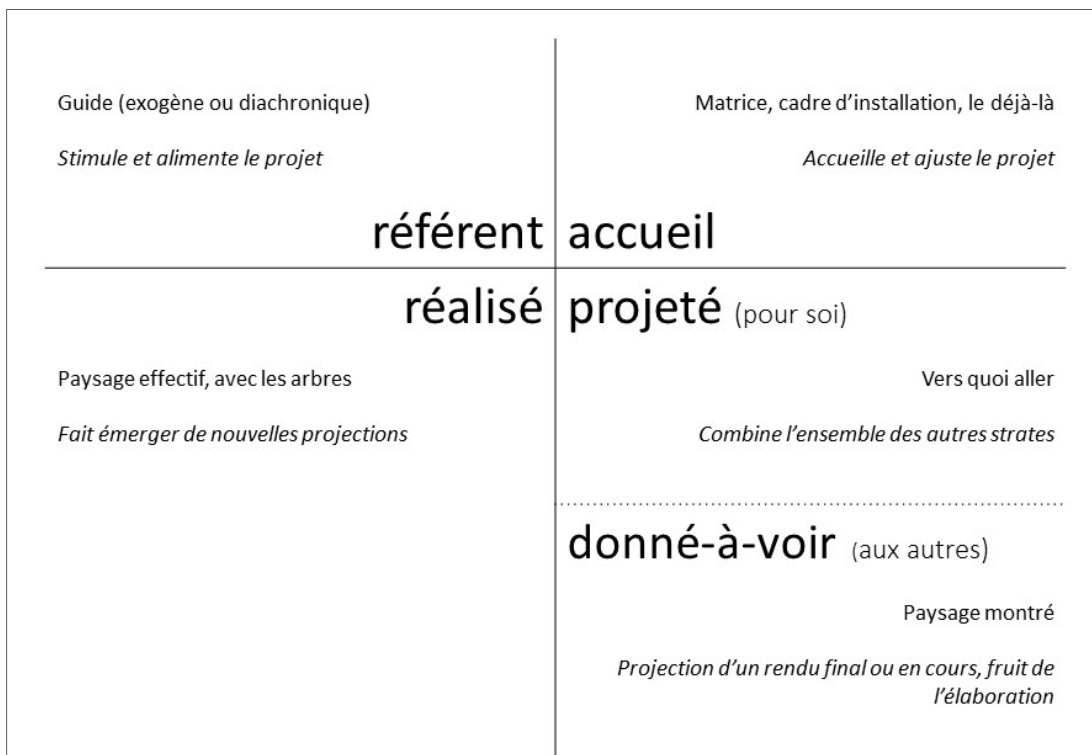 Guide (exogène ou diachronique)
Stimule et alimente le projet
référent
Matrice, cadre d’installation, le déjà-là
Accueille et ajuste le projet
accueil
réalisé
Paysage effectif, avec les arbres
Fait émerger de nouvelles projections
projeté (pour soi)
Vers quoi aller
Combine l’ensemble des autres strates
donné-à-voir (aux autres)
Paysage montré
Projection d’un rendu final ou en cours, fruit de
l’élaboration